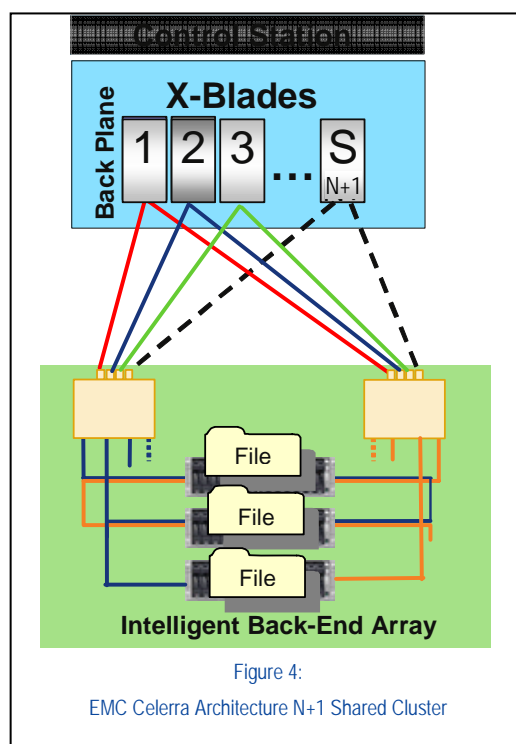 Control Station
X-Blades
Back Plane
1
2
3
...
S
N+1
File
File
File
Intelligent Back-End Array
Figure 4:
EMC Celerra Architecture N+1 Shared Cluster